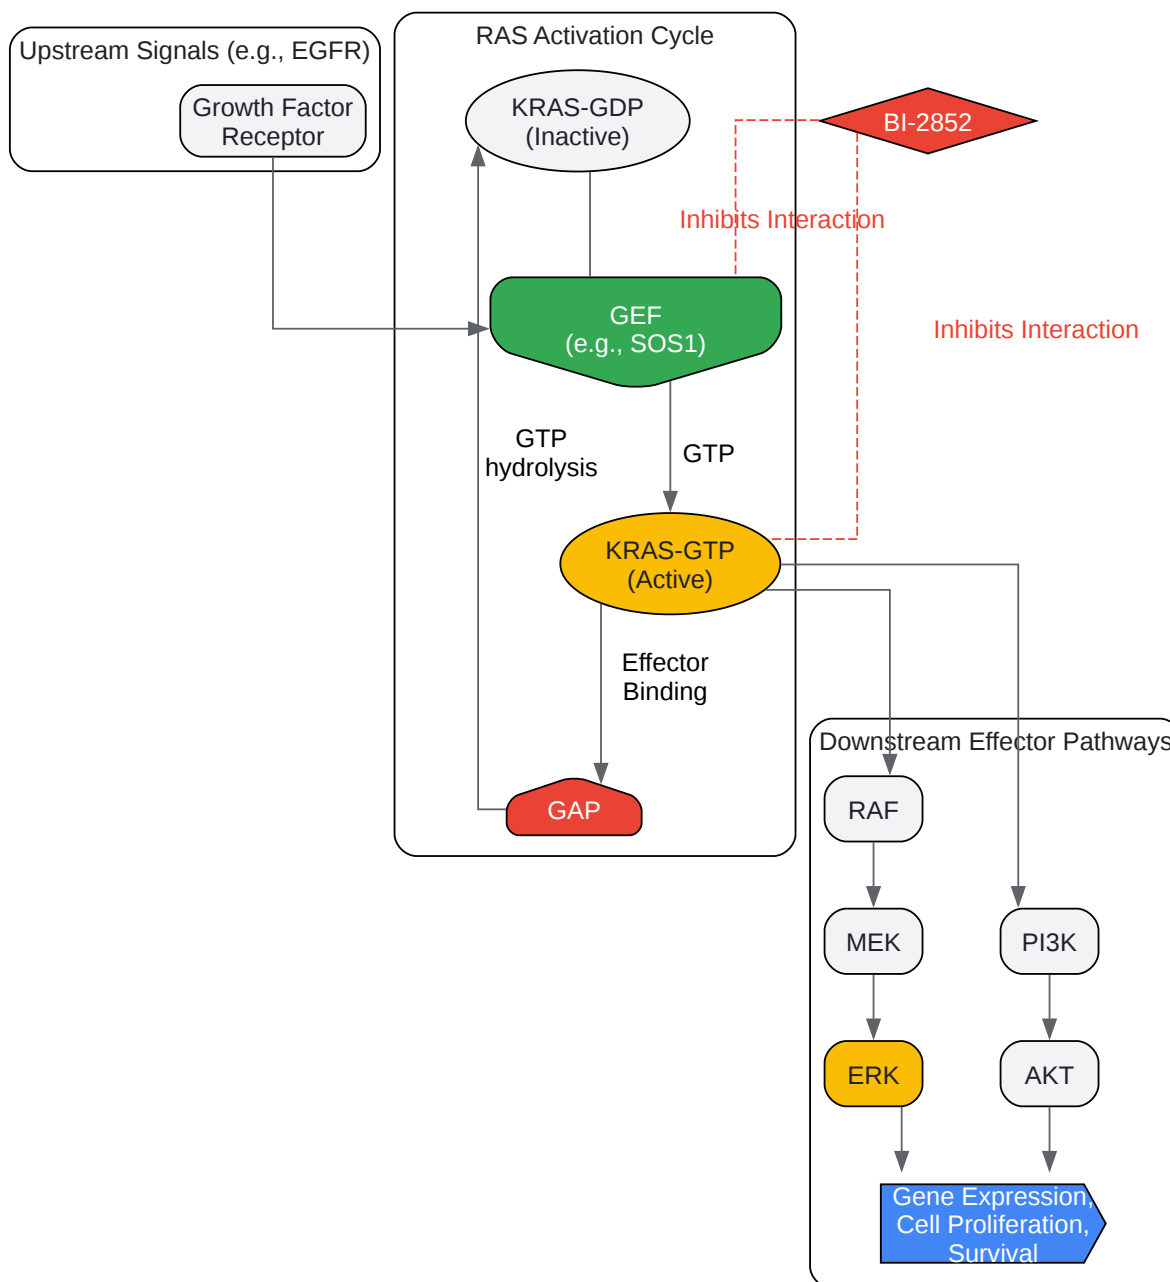 Upstream Signals (e.g., EGFR)
Growth Factor
Receptor
RAS Activation Cycle
KRAS-GDP
(Inactive)
BI-2852
Inhibits Interaction
Inhibits Interaction
GEF
(e.g., SOS1)
GTP
hydrolysis
GTP
KRAS-GTP
(Active)
Effector
Binding
GAP
Downstream Effector Pathways
RAF
MEK
PI3K
ERK
AKT
Gene Expression,
Cell Proliferation,
Survival